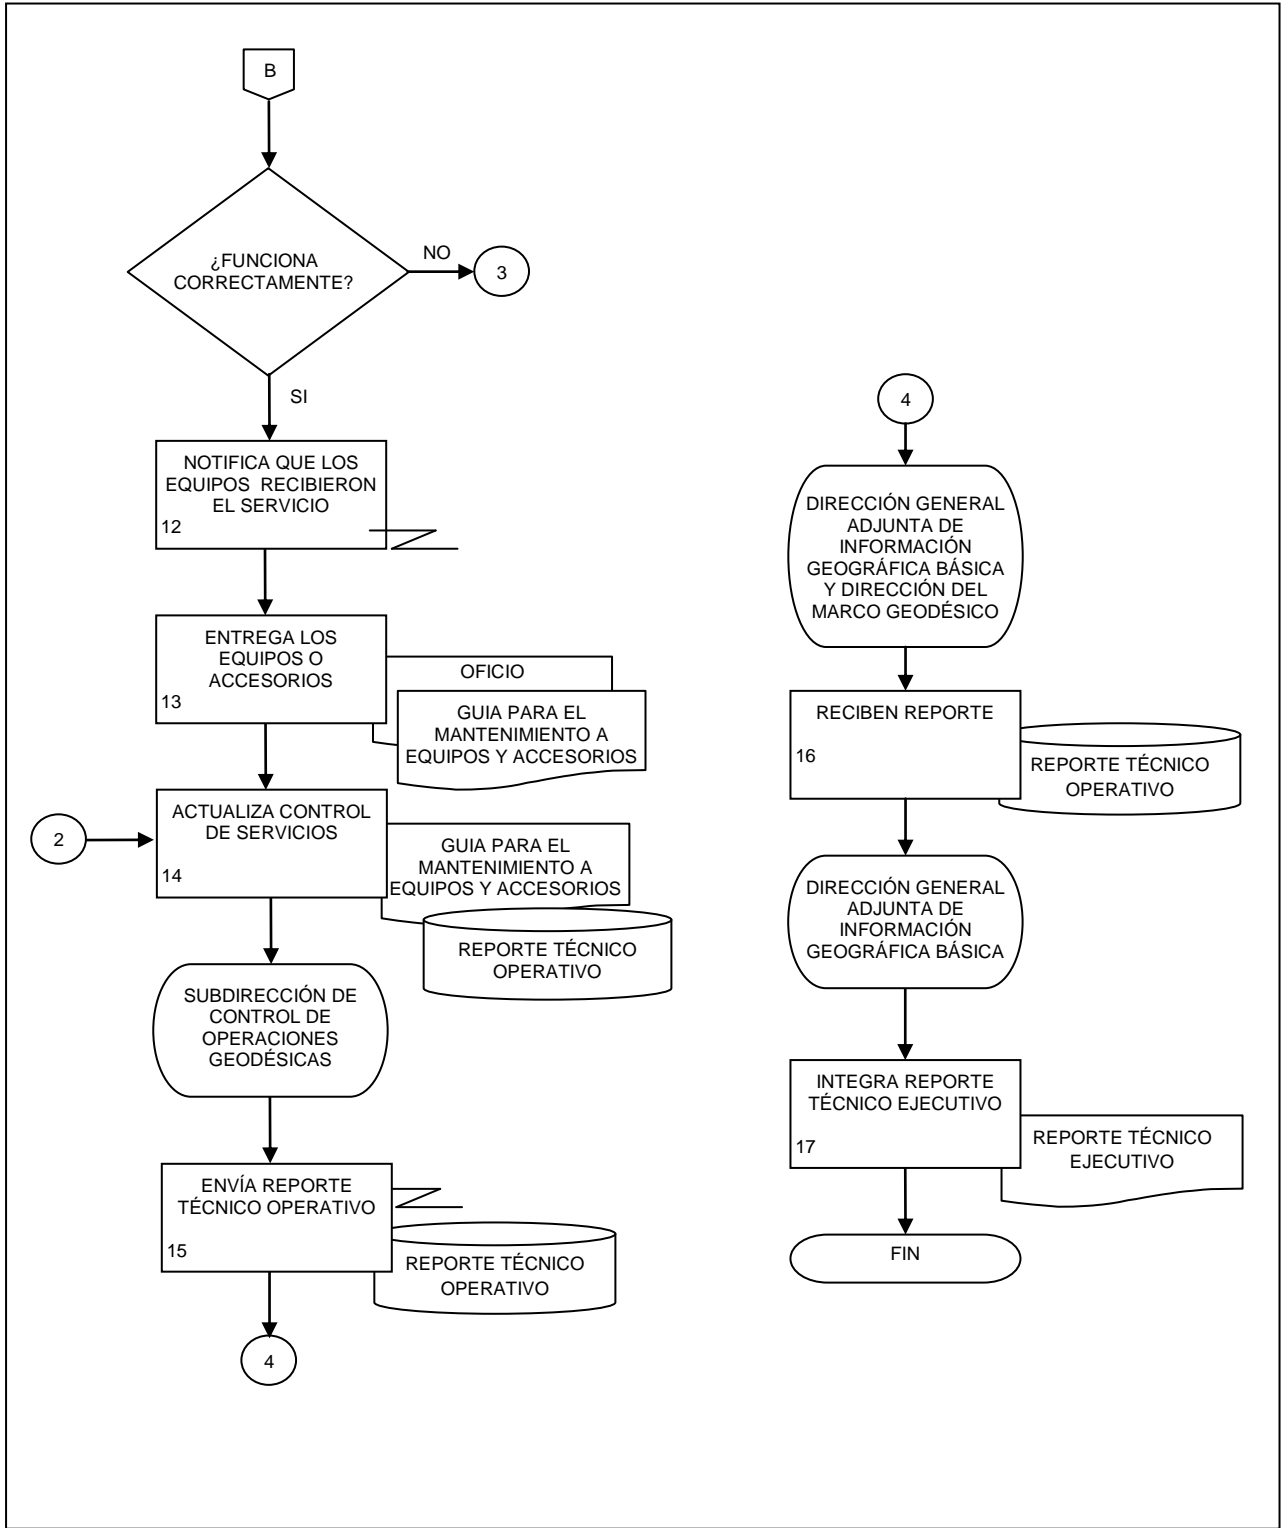 B
¿FUNCIONA
CORRECTAMENTE?
NO
3
SI
NOTIFICA QUE LOS
EQUIPOS RECIBIERON
EL SERVICIO
12
ENTREGA LOS
EQUIPOS O
ACCESORIOS
13
OFICIO
GUIA PARA EL
MANTENIMIENTO A
EQUIPOS Y ACCESORIOS
2
ACTUALIZA CONTROL
DE SERVICIOS
14
GUIA PARA EL
MANTENIMIENTO A
EQUIPOS Y ACCESORIOS
REPORTE TÉCNICO
OPERATIVO
SUBDIRECCIÓN DE
CONTROL DE
OPERACIONES
GEODÉSICAS
ENVÍA REPORTE
TÉCNICO OPERATIVO
15
REPORTE TÉCNICO
OPERATIVO
4
4
DIRECCIÓN GENERAL
ADJUNTA DE
INFORMACIÓN
GEOGRÁFICA BÁSICA
Y DIRECCIÓN DEL
MARCO GEODÉSICO
RECIBEN REPORTE
16
REPORTE TÉCNICO
OPERATIVO
DIRECCIÓN GENERAL
ADJUNTA DE
INFORMACIÓN
GEOGRÁFICA BÁSICA
INTEGRA REPORTE
TÉCNICO EJECUTIVO
17
REPORTE TÉCNICO
EJECUTIVO
FIN